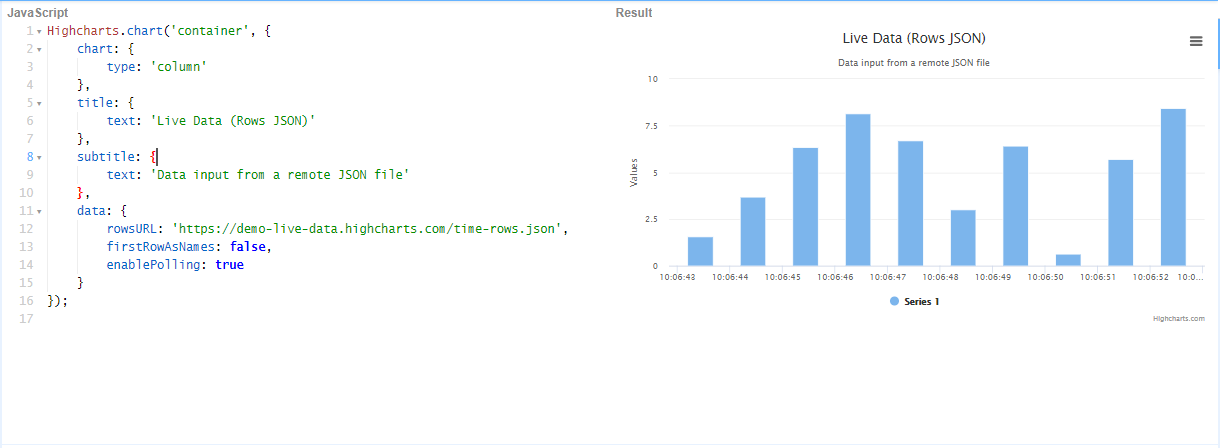 JavaScript
1 Highcharts.chart('container', {
2 chart: {
3 type: 'column'
4 },
5 title: {
6 text: 'Live Data (Rows JSON)'
7 },
8 subtitle: {
9 text: 'Data input from a remote JSON file'
10 },
11 data: {
12 rowsURL: 'https://demo-live-data.highcharts.com/time-rows.json',
13 firstRowAsNames: false,
14 enablePolling: true
15 }
16 });
17
Result
Live Data (Rows JSON)
Data input from a remote JSON file
Values
10
7.5
5
2.5
0
10:06:43 10:06:44 10:06:45 10:06:46 10:06:47 10:06:48 10:06:49 10:06:50 10:06:51 10:06:52 10:0...
Series 1
Highcharts.com